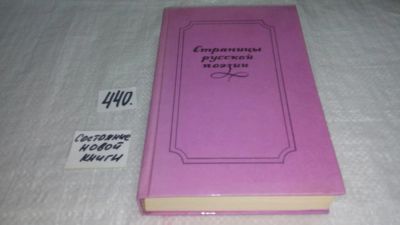 Страницы
русской
поэзии
440.
Состояние
новой
книги